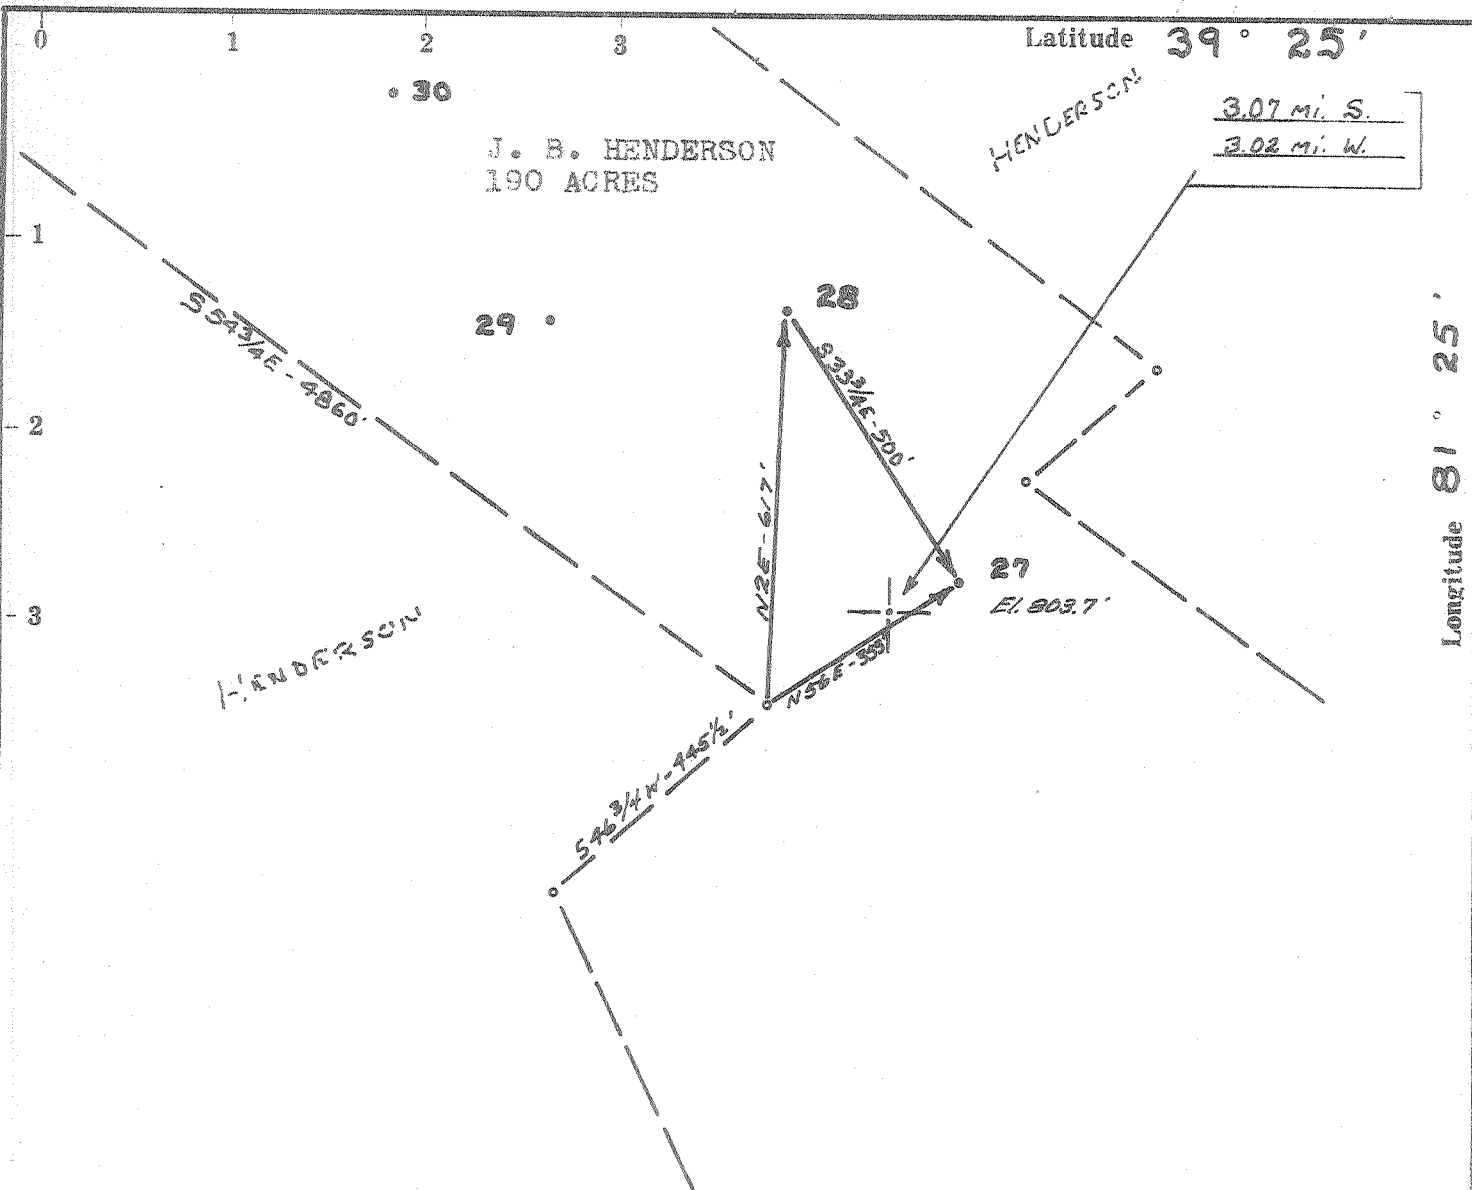 0 1 2 3
Latitude 39° 25'
30
HENDERSON
3.07 mi. S.
3.02 mi. W.
J. B. HENDERSON
190 ACRES
1
28
29
S 54 3/4 E - 4860'
S 33 3/4 E - 500'
Longitude 81° 25'
2
N 2 E - 617'
27
El. 803.7'
3
HENDERSON
N 56 E - 353'
S 46 3/4 W - 445 1/2'